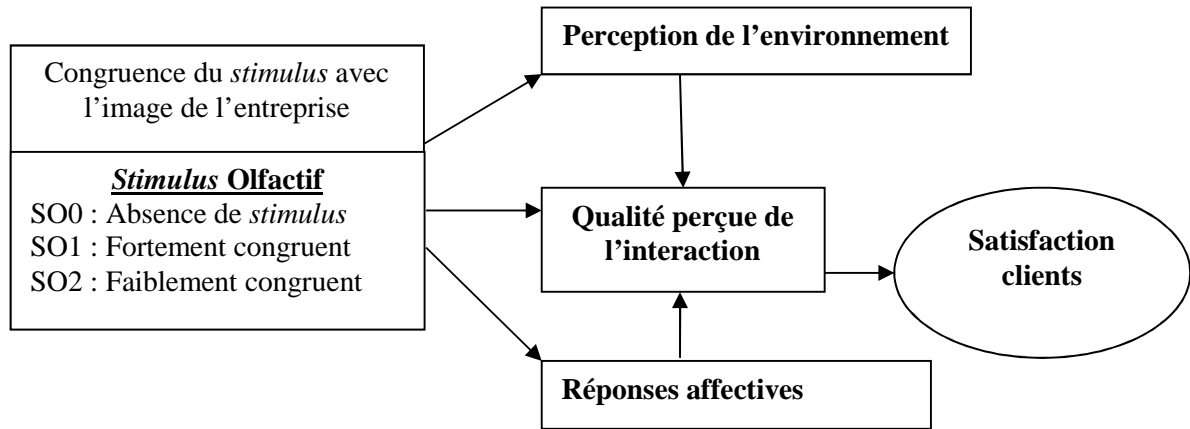 Congruence du stimulus avec
l’image de l’entreprise
Stimulus Olfactif
SO0 : Absence de stimulus
SO1 : Fortement congruent
SO2 : Faiblement congruent
Perception de l’environnement
Qualité perçue de
l’interaction
Réponses affectives
Satisfaction
clients